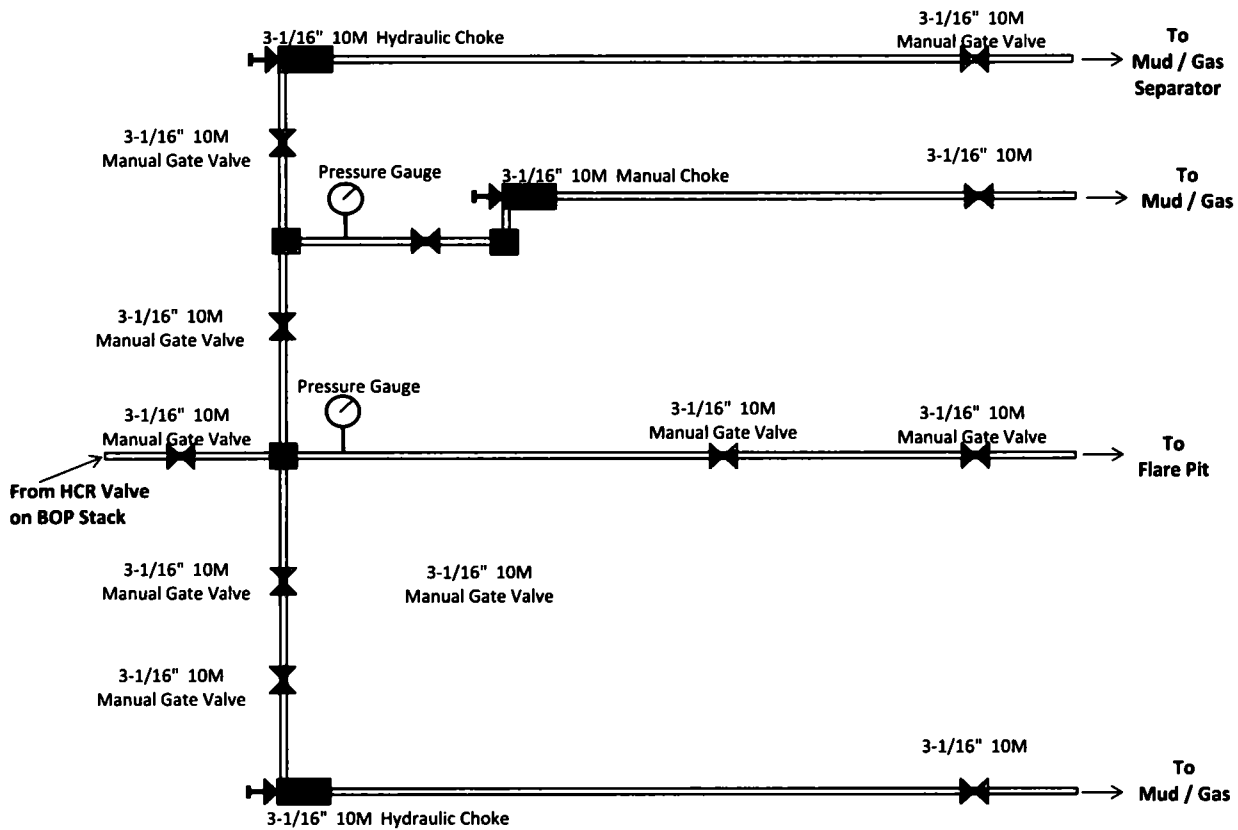 3-1/16" 10M
Manual Gate Valve
To
Mud / Gas
Separator
3-1/16" 10M Hydraulic Choke
3-1/16" 10M
Manual Gate Valve
Pressure Gauge
3-1/16" 10M Manual Choke
3-1/16" 10M
To
Mud / Gas
3-1/16" 10M
Manual Gate Valve
Pressure Gauge
3-1/16" 10M
Manual Gate Valve
3-1/16" 10M
Manual Gate Valve
3-1/16" 10M
Manual Gate Valve
To
Flare Pit
From HCR Valve
on BOP Stack
3-1/16" 10M
Manual Gate Valve
3-1/16" 10M
Manual Gate Valve
3-1/16" 10M
Manual Gate Valve
3-1/16" 10M
To
Mud / Gas
3-1/16" 10M Hydraulic Choke